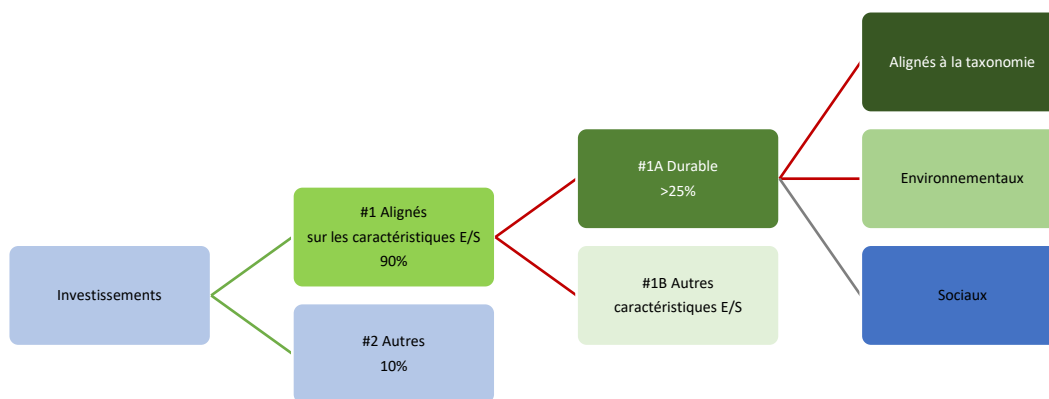 Investissements
#1 Alignés
sur les caractéristiques E/S
90%
#2 Autres
10%
#1A Durable
>25%
#1B Autres
caractéristiques E/S
Alignés à la taxonomie
Environnementaux
Sociaux